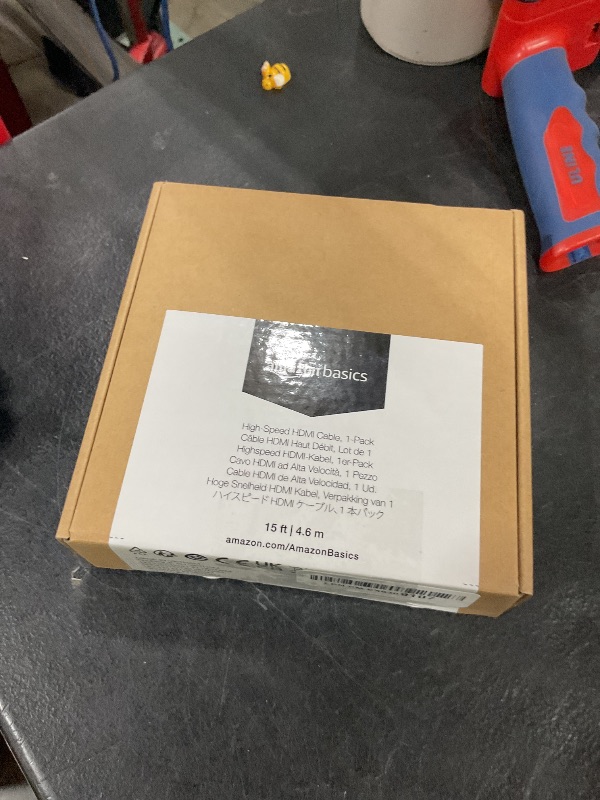 amazonbasics
High-Speed HDMI Cable, 1-Pack
Câble HDMI Haut Débit, Lot de 1
Highspeed HDMI-Kabel, 1er-Pack
Cavo HDMI ad Alta Velocità, 1 Pezzo
Cable HDMI de Alta Velocidad, 1 Ud.
Hoge Snelheid HDMI Kabel, Verpakking van 1
ハイスピード HDMI ケーブル、1 本パック
15 ft | 4.6 m
amazon.com/AmazonBasics
CE UK